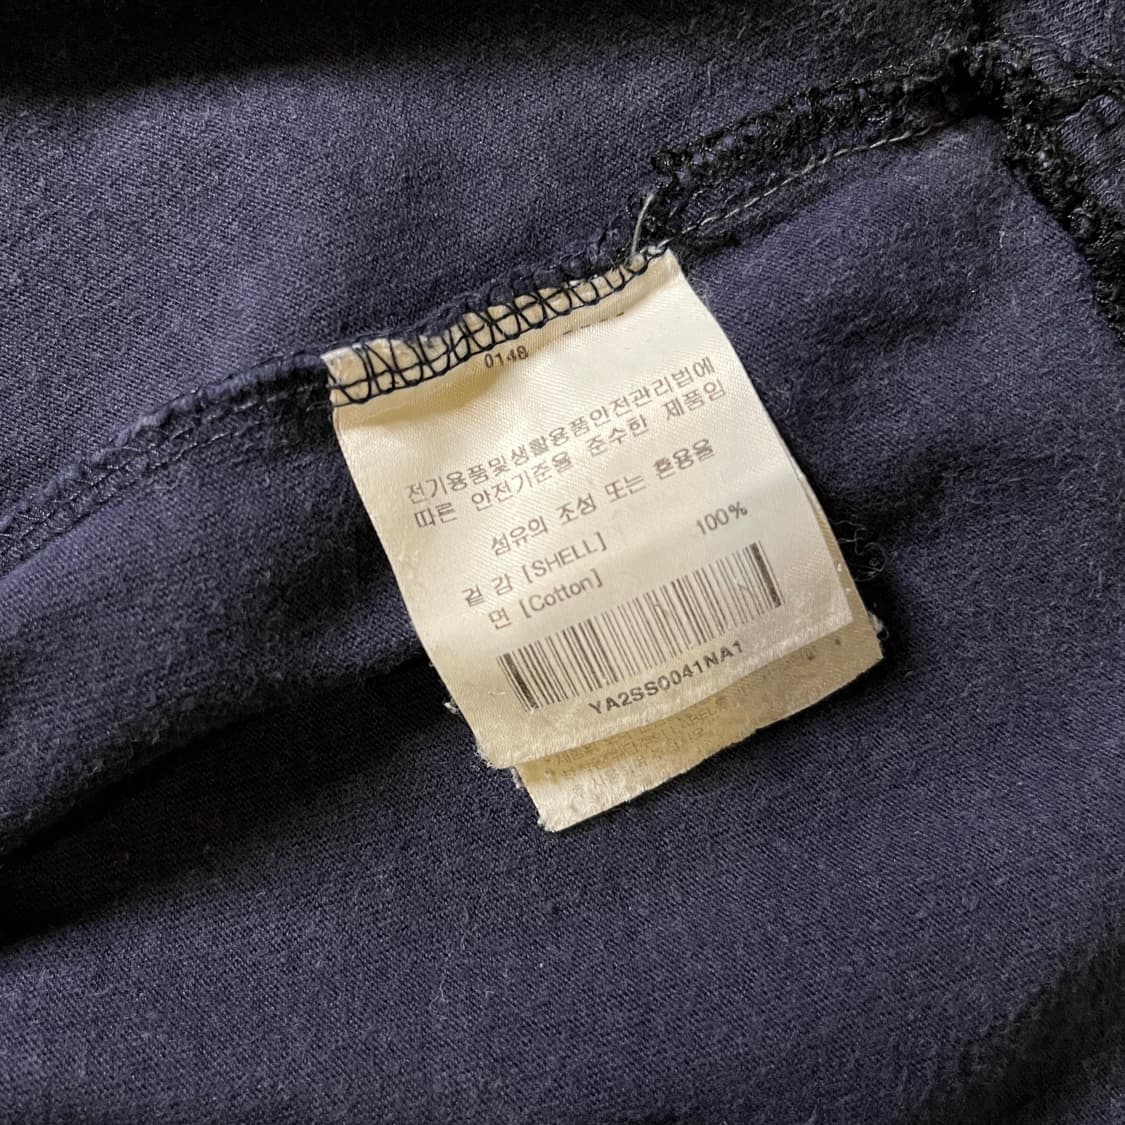 0148
전기용품및생활용품안전관리법에
따른 안전기준을 준수한 제품임
섬유의 조성 또는 혼용율
겉감 [SHELL]
면 [Cotton] 100%
YA2SS0041NA1